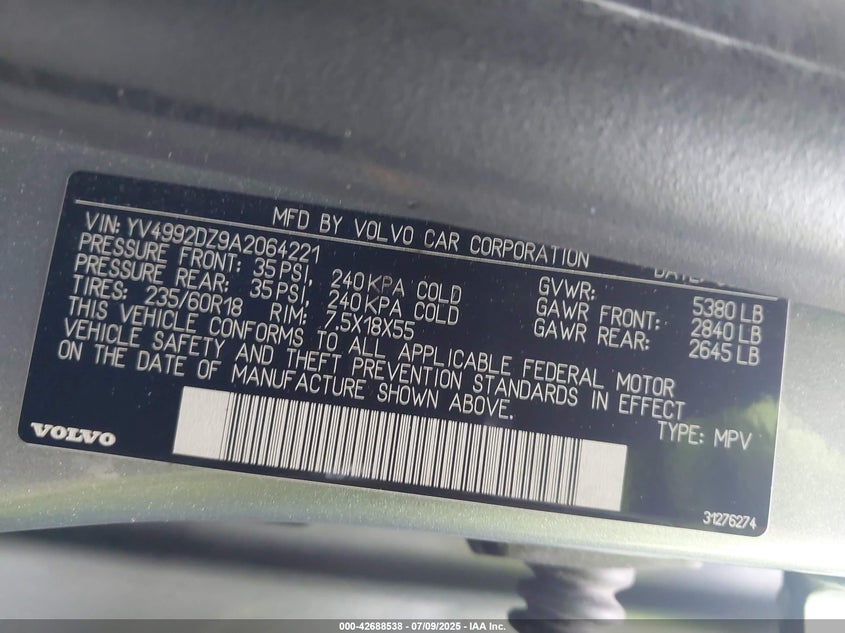 MFD BY VOLVO CAR CORPORATION
VIN: YV4992DZ9A2064221
PRESSURE FRONT: 35 PSI, 240 KPA COLD
PRESSURE REAR: 35 PSI, 240 KPA COLD
TIRES: 235/60R18 RIM: 7,5X18X55
GVWR: 5380 LB
GAWR FRONT: 2840 LB
GAWR REAR: 2645 LB
THIS VEHICLE CONFORMS TO ALL APPLICABLE FEDERAL MOTOR
VEHICLE SAFETY AND THEFT PREVENTION STANDARDS IN EFFECT
ON THE DATE OF MANUFACTURE SHOWN ABOVE.
TYPE: MPV
VOLVO
31276274
000-42688538 - 07/09/2025 - IAA Inc.